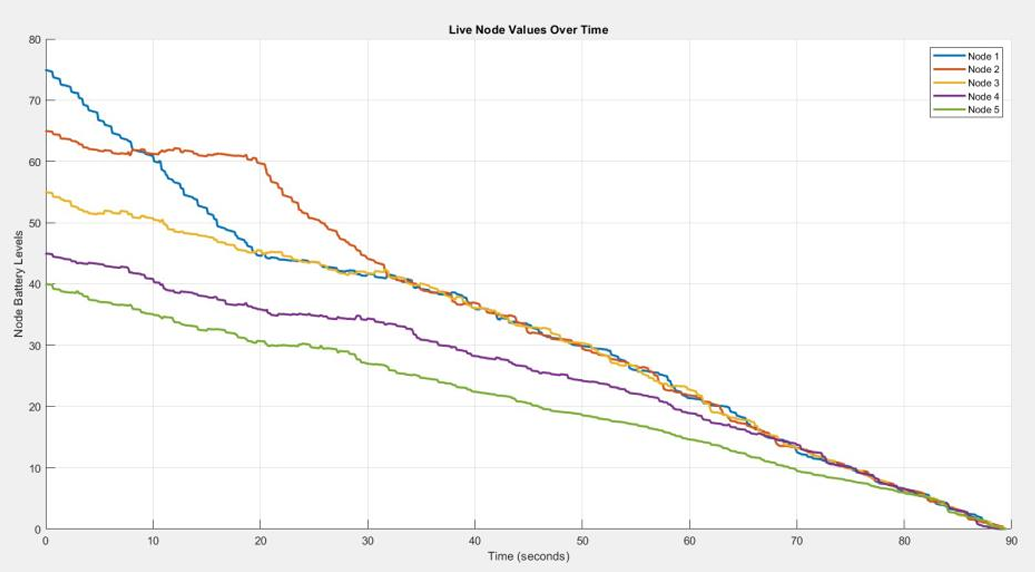 Live Node Values Over Time
80
70
60
50
40
30
20
10
0
Node Battery Levels
Node 1
Node 2
Node 3
Node 4
Node 5
0 10 20 30 40 50 60 70 80 90
Time (seconds)